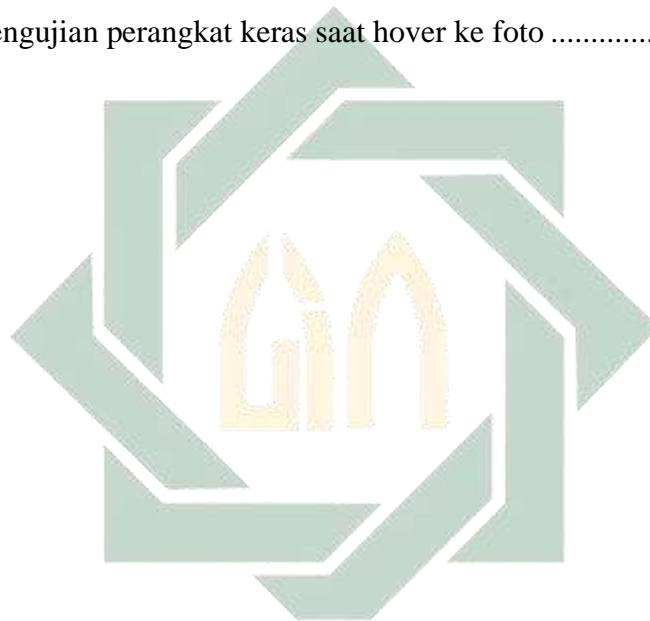 engujian perangkat keras saat hover ke foto .............